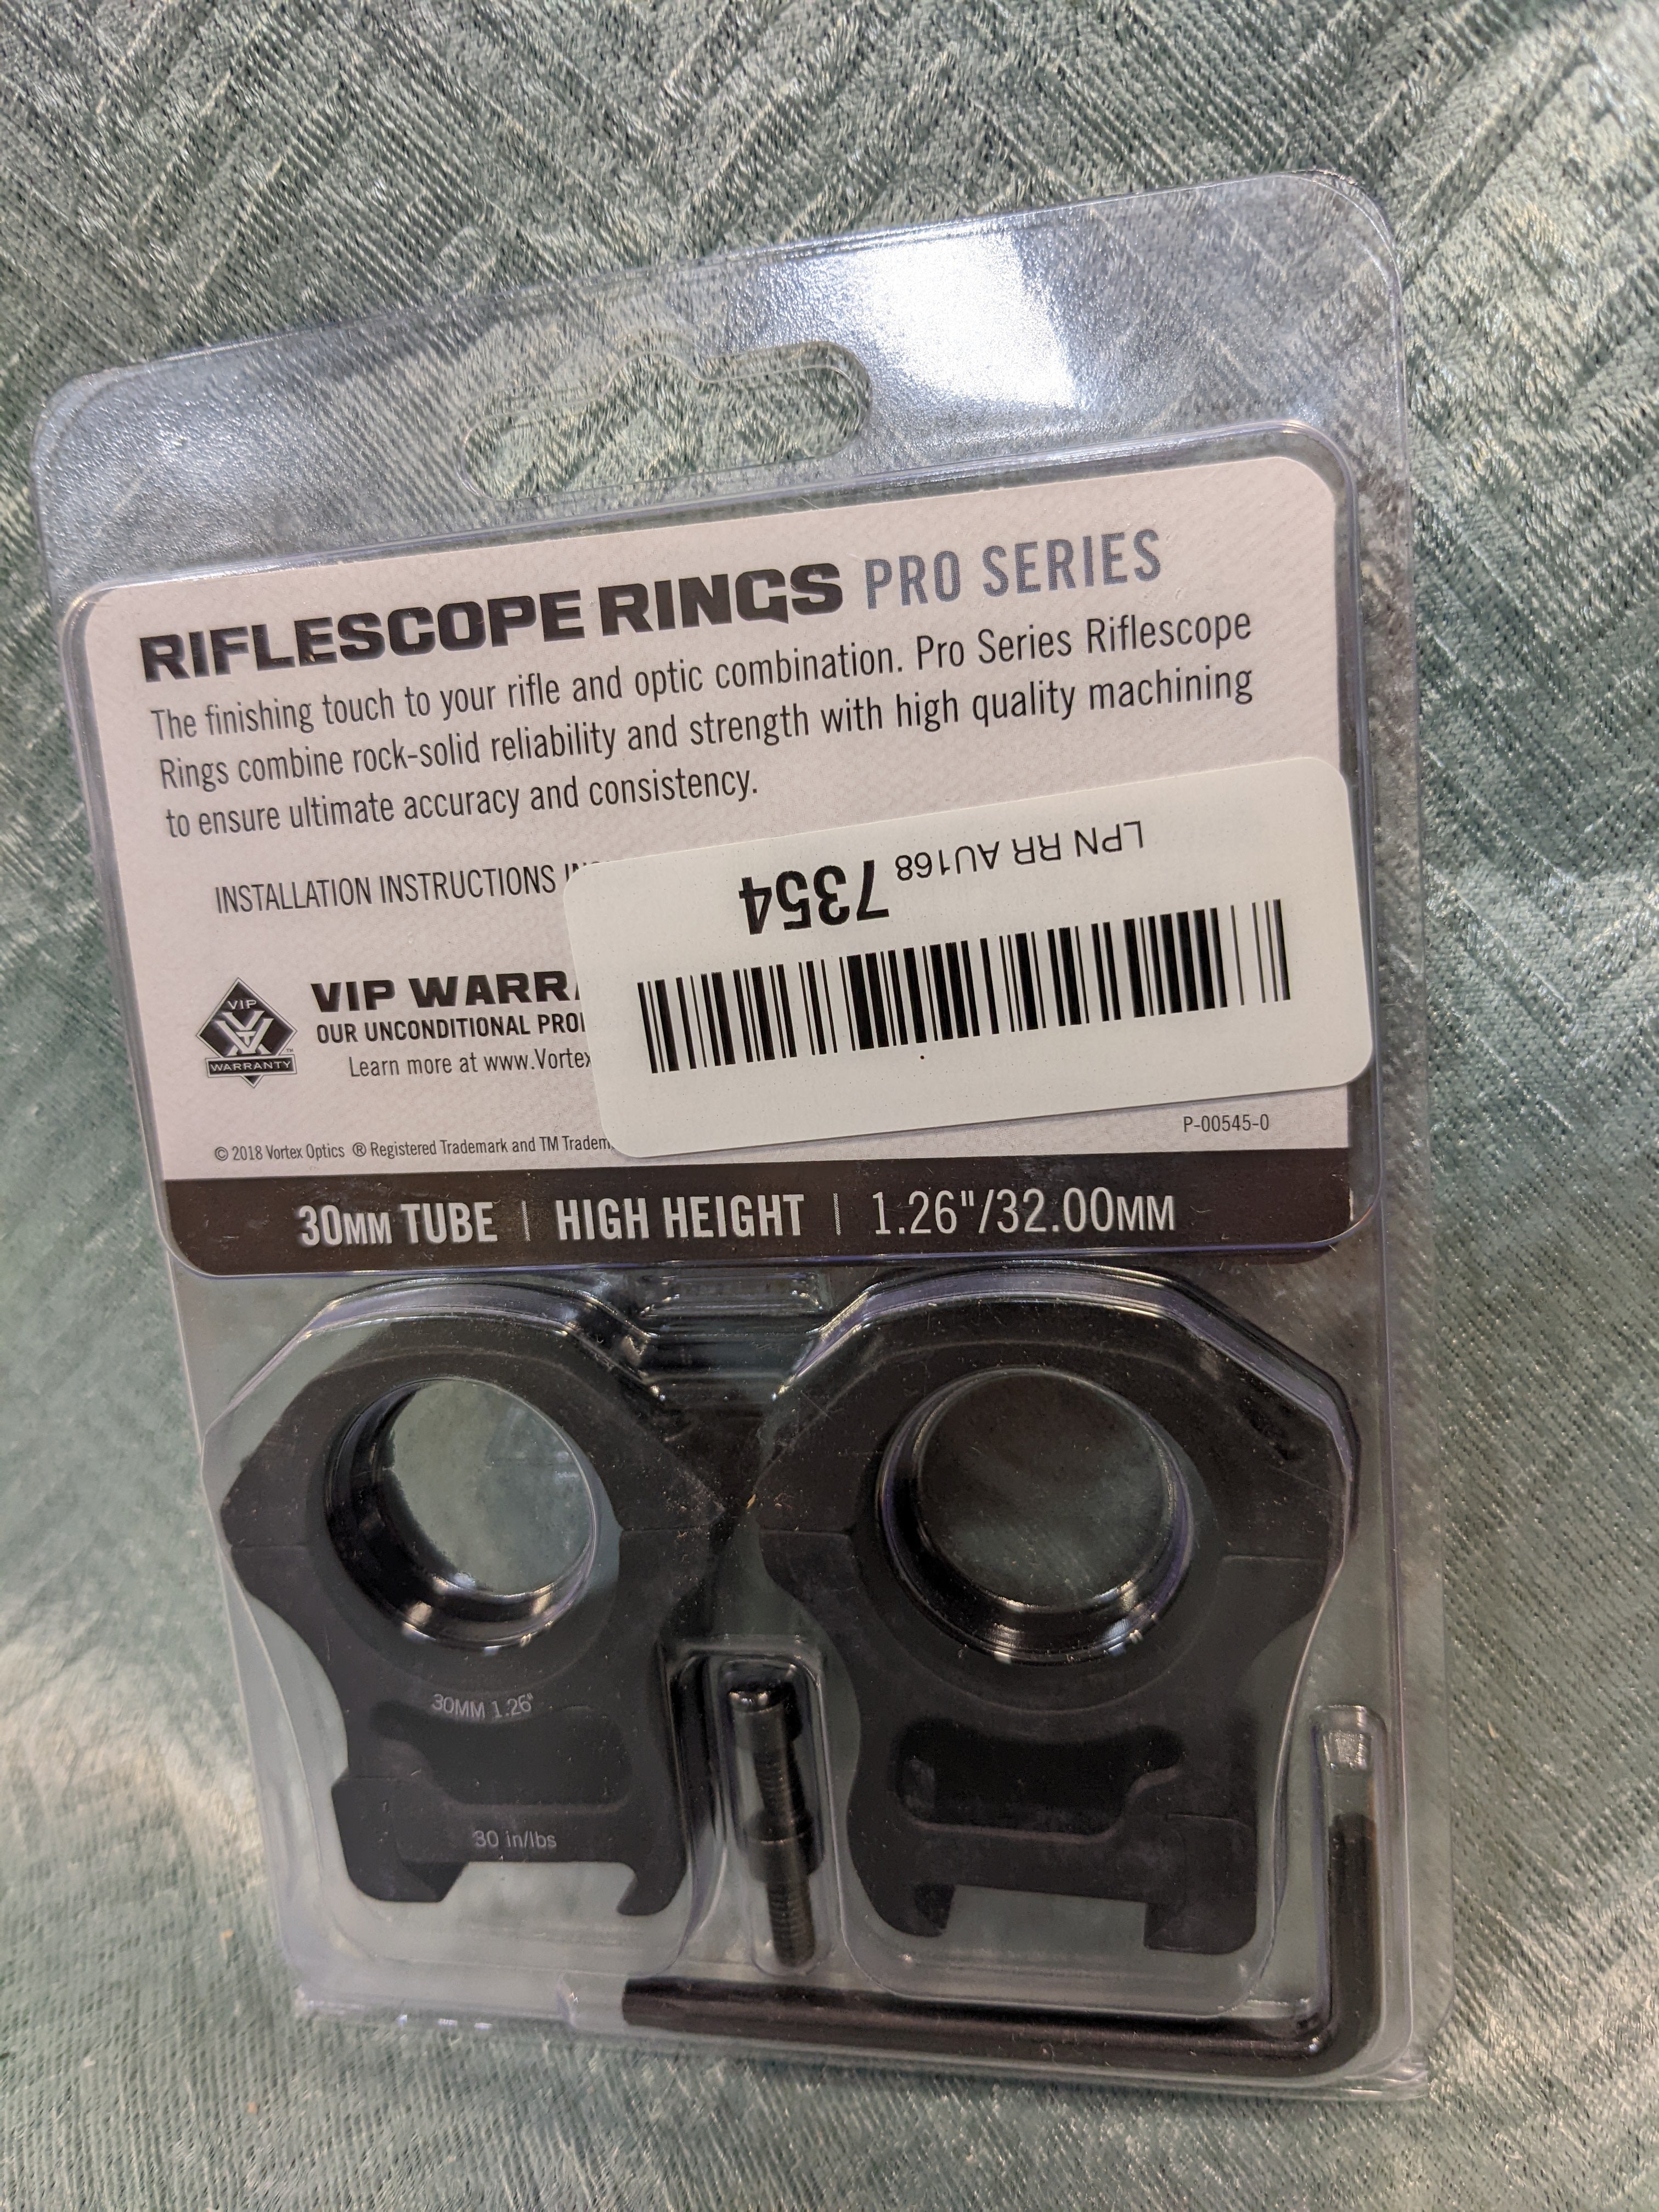 RIFLESCOPE RINGS PRO SERIES
The finishing touch to your rifle and optic combination. Pro Series Riflescope
Rings combine rock-solid reliability and strength with high quality machining
to ensure ultimate accuracy and consistency.
INSTALLATION INSTRUCTIONS
LPN RR AU168 7354
VIP
WARRANTY
VIP WARR
OUR UNCONDITIONAL PRO
Learn more at www.Vortex
P-00545-0
© 2018 Vortex Optics ® Registered Trademark and TM Tradem
30MM TUBE | HIGH HEIGHT | 1.26"/32.00MM
30MM 1.26"
30 in/lbs